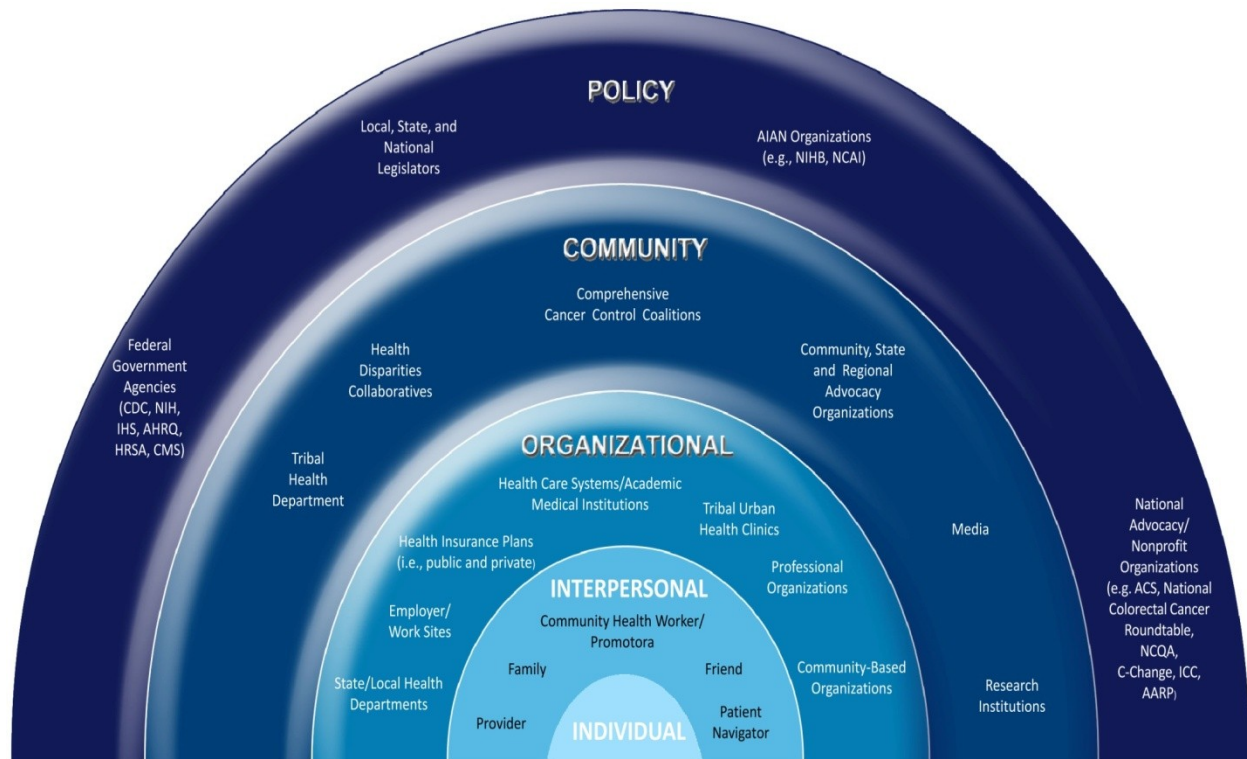 POLICY
Local, State, and
National
Legislators
AIAN Organizations
(e.g., NIHB, NCAI)
Federal
Government
Agencies
(CDC, NIH,
IHS, AHRQ,
HRSA, CMS)
National
Advocacy/
Nonprofit
Organizations
(e.g. ACS, National
Colorectal Cancer
Roundtable,
NCQA,
C-Change, ICC,
AARP)
COMMUNITY
Comprehensive
Cancer Control Coalitions
Health
Disparities
Collaboratives
Community, State
and Regional
Advocacy
Organizations
Tribal
Health
Department
Media
Research
Institutions
ORGANIZATIONAL
Health Care Systems/Academic
Medical Institutions
Tribal Urban
Health Clinics
Health Insurance Plans
(i.e., public and private)
Professional
Organizations
Employer/
Work Sites
State/Local Health
Departments
Community-Based
Organizations
INTERPERSONAL
Community Health Worker/
Promotora
Family
Friend
Provider
Patient
Navigator
INDIVIDUAL